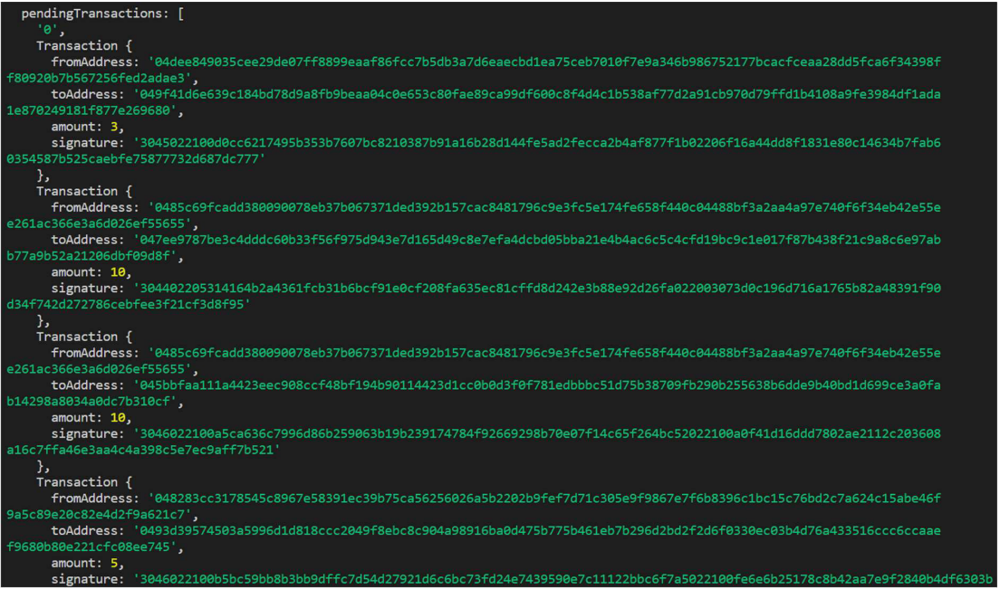 pendingTransactions: [
'0',
Transaction {
fromAddress: '04dee849035cee29de07ff8899eaaf86fcc7b5db3a7d6eaecbd1ea75ceb7010f7e9a346b986752177bcacfceaa28dd5fca6f34398f
f80920b7b567256fed2adae3',
toAddress: '049f41d6e639c184bd78d9a8fb9beaa04c0e653c80fae89ca99df600c8f4d4c1b538af77d2a91cb970d79ffd1b4108a9fe3984df1ada
1e870249181f877e269680',
amount: 3,
signature: '3045022100d0cc6217495b353b7607bc8210387b91a16b28d144fe5ad2fecca2b4af877f1b02206f16a44dd8f1831e80c14634b7fab6
0354587b525caebfe75877732d687dc777'
},
Transaction {
fromAddress: '0485c69fcadd380090078eb37b067371ded392b157cac8481796c9e3fc5e174fe658f440c04488bf3a2aa4a97e740f6f34eb42e55e
e261ac366e3a6d026ef55655',
toAddress: '047ee9787be3c4dddc60b33f56f975d943e7d165d49c8e7efa4dcbd05bba21e4b4ac6c5c4cfd19bc9c1e017f87b438f21c9a8c6e97ab
b77a9b52a21206dbf09d8f',
amount: 10,
signature: '304402205314164b2a4361fcb31b6bcf91e0cf208fa635ec81cffd8d242e3b88e92d26fa022003073d0c196d716a1765b82a48391f90
d34f742d272786cebfee3f21cf3d8f95'
},
Transaction {
fromAddress: '0485c69fcadd380090078eb37b067371ded392b157cac8481796c9e3fc5e174fe658f440c04488bf3a2aa4a97e740f6f34eb42e55e
e261ac366e3a6d026ef55655',
toAddress: '045bbfaa111a4423eec908ccf48bf194b90114423d1cc0b0d3f0f781edbbbc51d75b38709fb290b255638b6dde9b40bd1d699ce3a0fa
b14298a8034a0dc7b310cf',
amount: 10,
signature: '3046022100a5ca636c7996d86b259063b19b239174784f92669298b70e07f14c65f264bc52022100a0f41d16ddd7802ae2112c203608
a16c7ffa46e3aa4c4a398c5e7ec9aff7b521'
},
Transaction {
fromAddress: '048283cc3178545c8967e58391ec39b75ca56256026a5b2202b9fef7d71c305e9f9867e7f6b8396c1bc15c76bd2c7a624c15abe46f
9a5c89e20c82e4d2f9a621c7',
toAddress: '0493d39574503a5996d1d818ccc2049f8ebc8c904a98916ba0d475b775b461eb7b296d2bd2f2d6f0330ec03b4d76a433516ccc6ccaae
f9680b80e221cfc08ee745',
amount: 5,
signature: '3046022100b5bc59bb8b3bb9dffc7d54d27921d6c6bc73fd24e7439590e7c11122bbc6f7a5022100fe6e6b25178c8b42aa7e9f2840b4df6303b